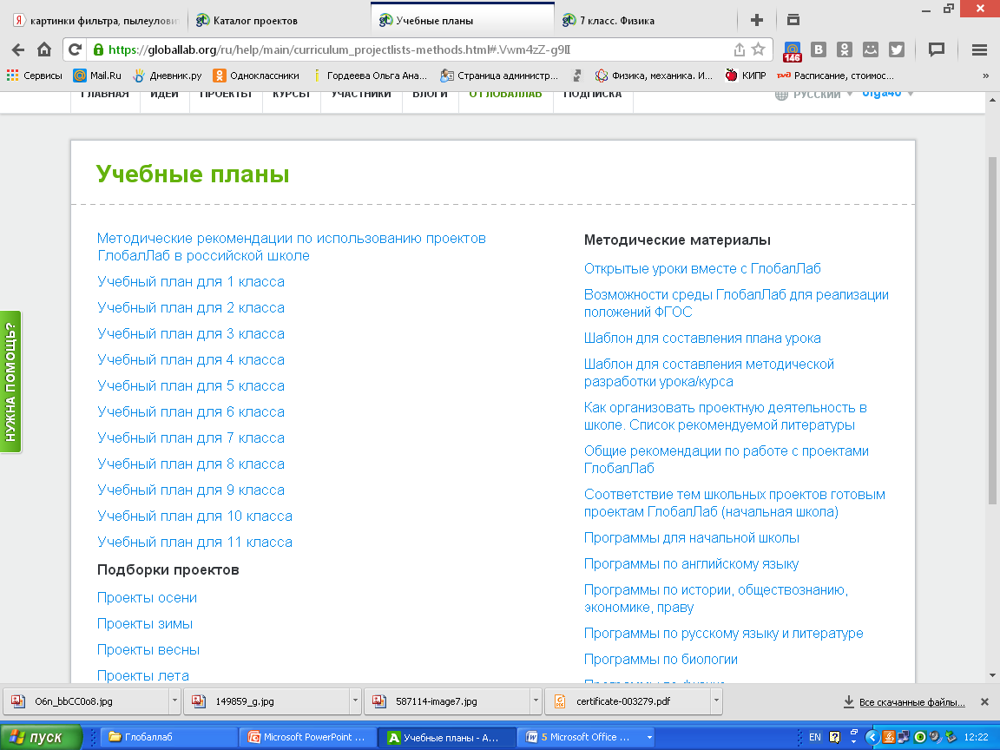 картинки фильтра, пылеулови
Каталог проектов
Учебные планы
7 класс. Физика
https://globallab.org/ru/help/main/curriculum_projectlists-methods.html#.Vwm4zZ-g9lI
146
Сервисы
Mail.Ru
Дневник.ру
Одноклассники
Гордеева Ольга Ана...
Страница администр...
Физика, механика. И...
КИПР
Расписание, стоимос...
ГЛАВНАЯ
ИДЕИ
ПРОЕКТЫ
КУРСЫ
УЧАСТНИКИ
БЛОГИ
О ГЛОБАЛЛАБ
ПОДПИСКА
РУССКИЙ
olga40
Учебные планы
Методические рекомендации по использованию проектов
ГлобалЛаб в российской школе
Учебный план для 1 класса
Учебный план для 2 класса
Учебный план для 3 класса
Учебный план для 4 класса
Учебный план для 5 класса
Учебный план для 6 класса
Учебный план для 7 класса
Учебный план для 8 класса
Учебный план для 9 класса
Учебный план для 10 класса
Учебный план для 11 класса
Подборки проектов
Проекты осени
Проекты зимы
Проекты весны
Проекты лета
Методические материалы
Открытые уроки вместе с ГлобалЛаб
Возможности среды ГлобалЛаб для реализации
положений ФГОС
Шаблон для составления плана урока
Шаблон для составления методической
разработки урока/курса
Как организовать проектную деятельность в
школе. Список рекомендуемой литературы
Общие рекомендации по работе с проектами
ГлобалЛаб
Соответствие тем школьных проектов готовым
проектам ГлобалЛаб (начальная школа)
Программы для начальной школы
Программы по английскому языку
Программы по истории, обществознанию,
экономике, праву
Программы по русскому языку и литературе
Программы по биологии
Программы по физике
НУЖНА ПОМОЩЬ?
O6n_bbCC0o8.jpg
149859_g.jpg
587114-image7.jpg
certificate-003279.pdf
Все скачанные файлы...
пуск
Глобаллаб
Microsoft PowerPoint ...
Учебные планы - A...
5 Microsoft Office ...
EN
12:22